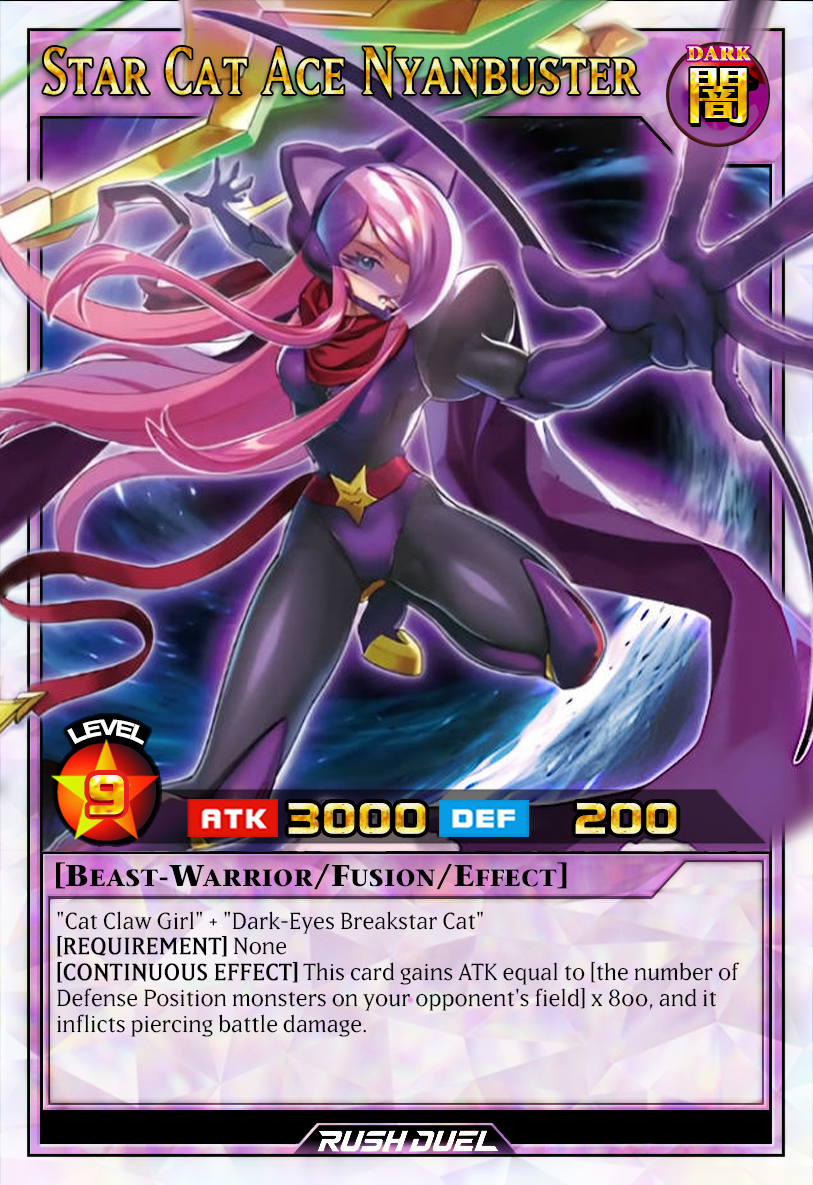 Star Cat Ace Nyanbuster
DARK
闇
LEVEL
9
ATK 3000 DEF 200
[Beast-Warrior/Fusion/Effect]
"Cat Claw Girl" + "Dark-Eyes Breakstar Cat"
[REQUIREMENT] None
[CONTINUOUS EFFECT] This card gains ATK equal to [the number of
Defense Position monsters on your opponent's field] x 800, and it
inflicts piercing battle damage.
RUSH DUEL